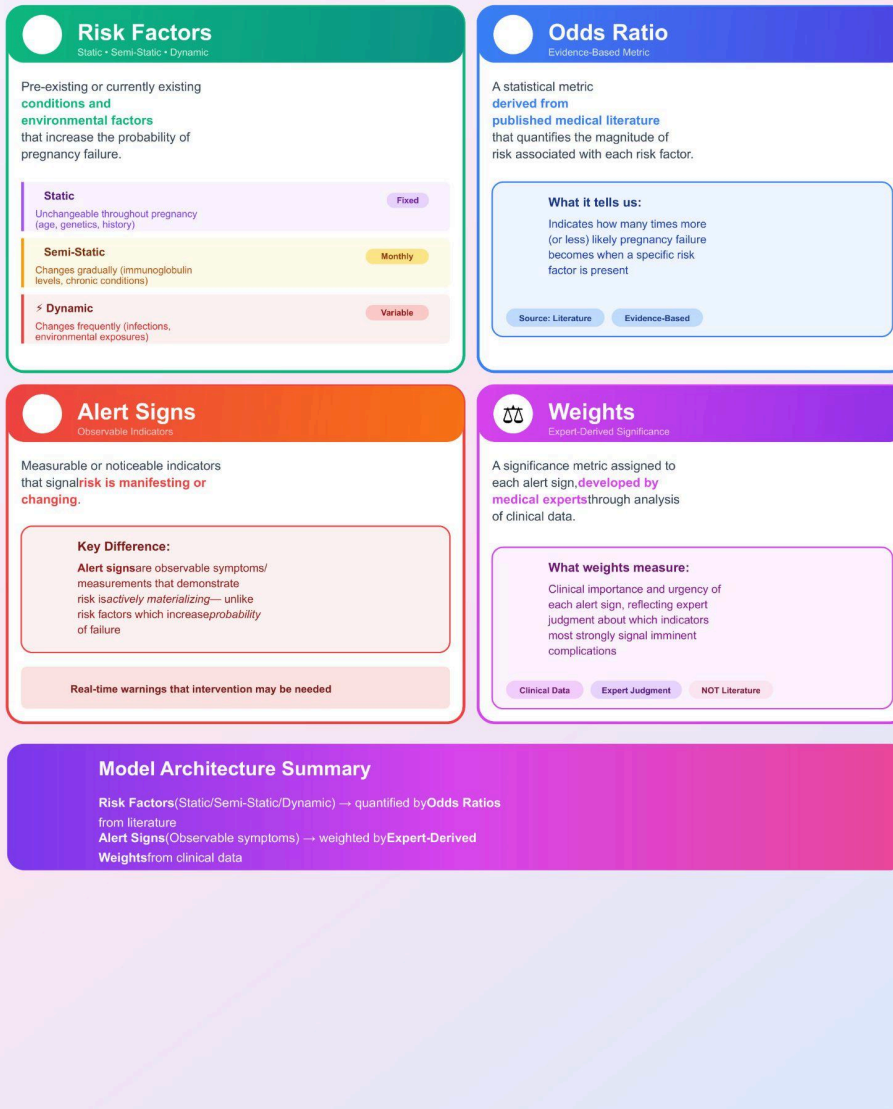 Risk Factors
Static • Semi-Static • Dynamic
Pre-existing or currently existing
conditions and
environmental factors
that increase the probability of
pregnancy failure.
Static
Fixed
Unchangeable throughout pregnancy
(age, genetics, history)
Semi-Static
Monthly
Changes gradually (immunoglobulin
levels, chronic conditions)
⚡ Dynamic
Variable
Changes frequently (infections,
environmental exposures)
Odds Ratio
Evidence-Based Metric
A statistical metric
derived from
published medical literature
that quantifies the magnitude of
risk associated with each risk factor.
What it tells us:
Indicates how many times more
(or less) likely pregnancy failure
becomes when a specific risk
factor is present
Source: Literature
Evidence-Based
Alert Signs
Observable Indicators
Measurable or noticeable indicators
that signalrisk is manifesting or
changing.
Key Difference:
Alert signsare observable symptoms/
measurements that demonstrate
risk isactively materializing— unlike
risk factors which increaseprobability
of failure
Real-time warnings that intervention may be needed
Weights
Expert-Derived Significance
A significance metric assigned to
each alert sign,developed by
medical expertsthrough analysis
of clinical data.
What weights measure:
Clinical importance and urgency of
each alert sign, reflecting expert
judgment about which indicators
most strongly signal imminent
complications
Clinical Data
Expert Judgment
NOT Literature
Model Architecture Summary
Risk Factors(Static/Semi-Static/Dynamic) → quantified byOdds Ratios
from literature
Alert Signs(Observable symptoms) → weighted byExpert-Derived
Weightsfrom clinical data